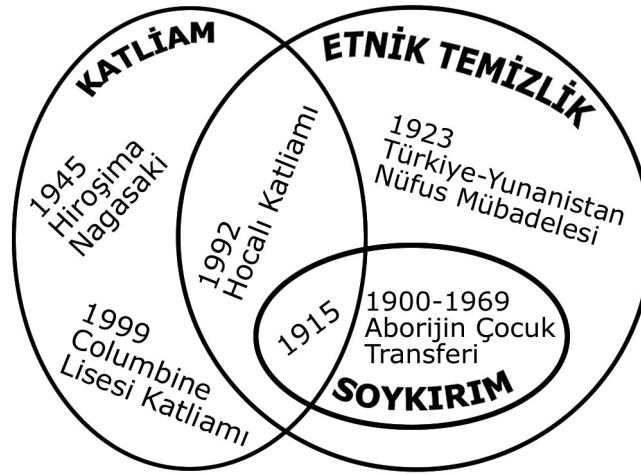 KATLİAM
ETNİK TEMİZLİK
1945
Hiroşima
Nagasaki
1992
Hocalı Katliamı
1923
Türkiye-Yunanistan
Nüfus Mübadelesi
1999
Columbine
Lisesi Katliamı
1915
1900-1969
Aborijin Çocuk
Transferi
SOYKIRIM